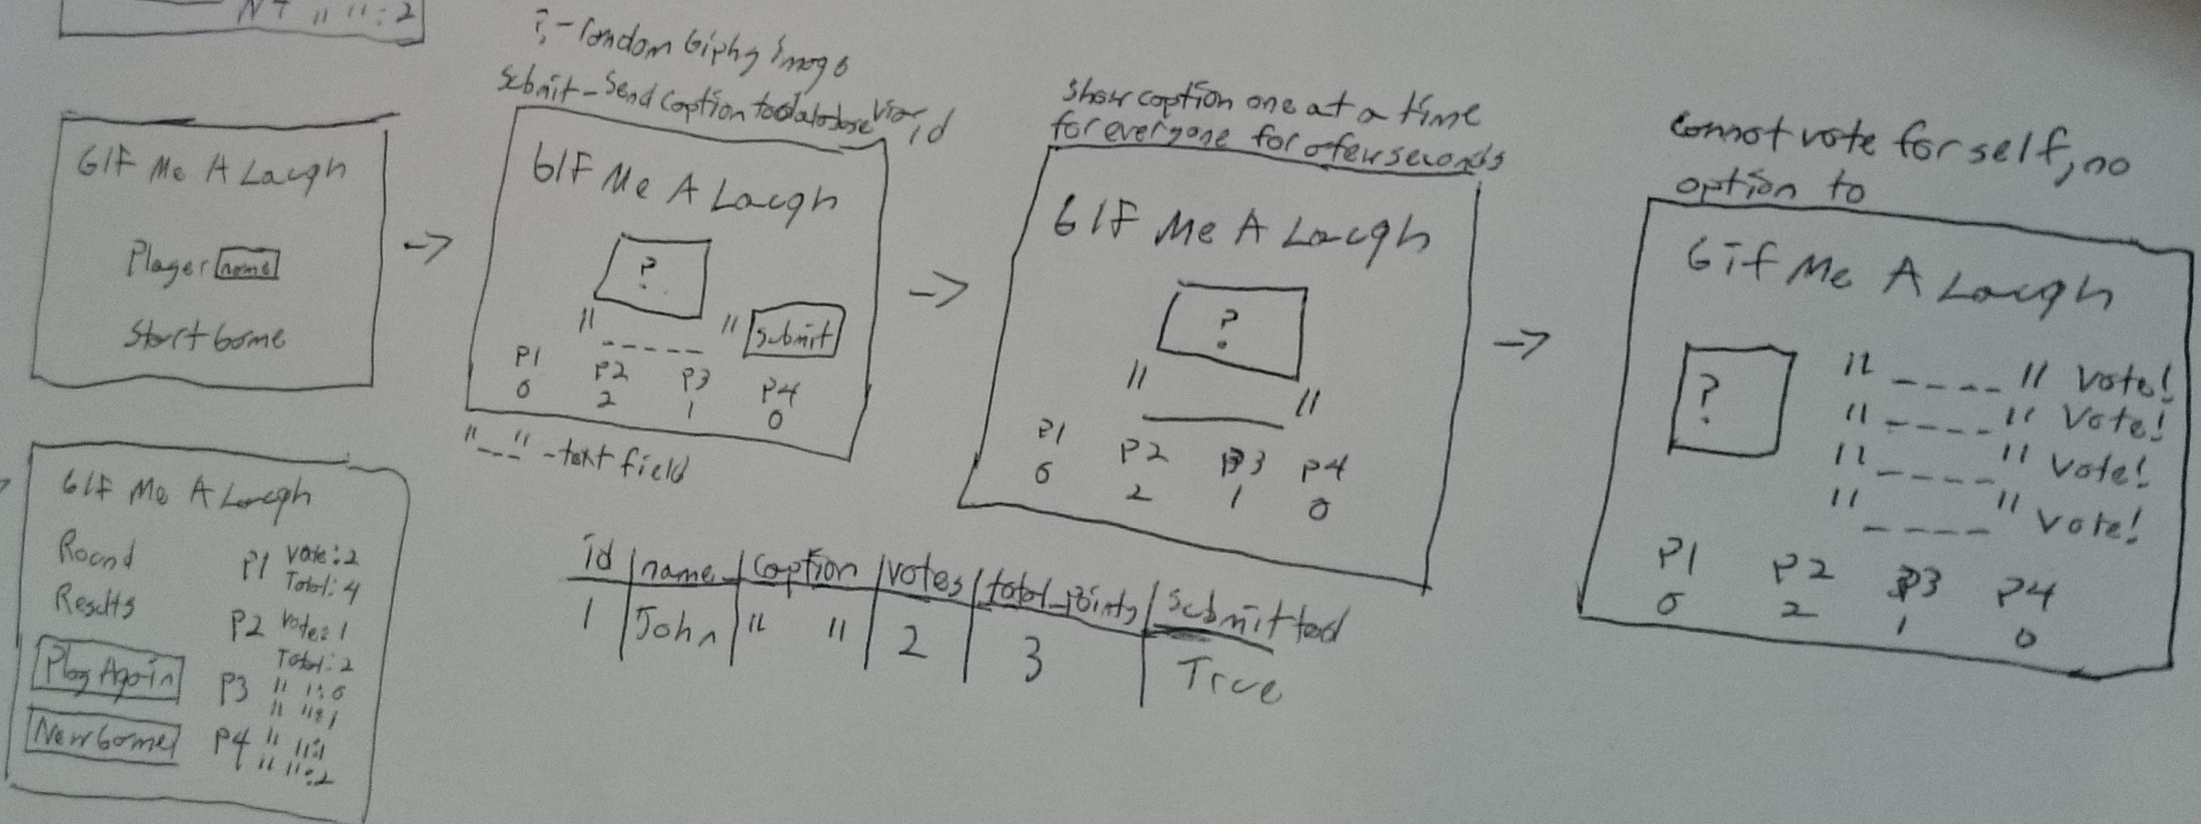 " ": 2
?-random Giphy image
submit - send caption to database via id
GIF Me A Laugh
Player name
Start Game
GIF Me A Laugh
?
" ----- " submit
P1 P2 P3 P4
0 2 1 0
"---" - text field
show caption one at a time
for everyone for a few seconds
GIF Me A Laugh
?
" "
P1 P2 P3 P4
0 2 1 0
cannot vote for self, no
option to
Gif Me A Laugh
?
" ---- " Vote!
" ---- " Vote!
" ---- " Vote!
" ---- " Vote!
P1 P2 P3 P4
0 2 1 0
GIF Me A Laugh
Round
Results
Play Again
New Game
P1 Vote: 2
Total: 4
P2 Vote: 1
Total: 2
P3 " ": 0
" ": 1
P4 " ": 1
" ": 2
id name caption votes total_points submitted
1 John " " 2 3 True